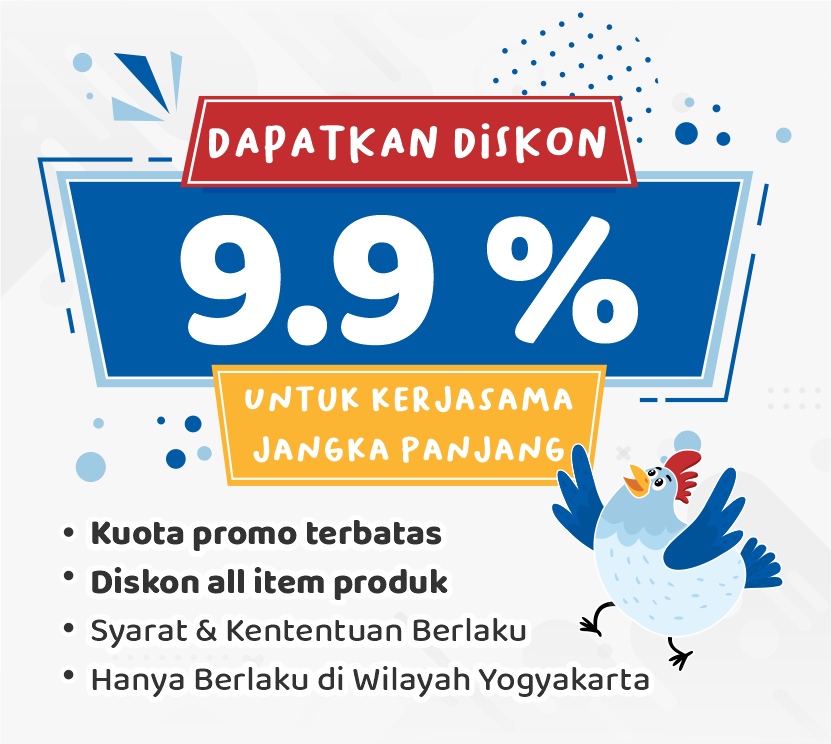 DAPATKAN DiSKON
9.9 %
UNTUK KERJASAMA
JANGKA PANJANG
• Kuota promo terbatas
• Diskon all item produk
• Syarat & Kententuan Berlaku
• Hanya Berlaku di Wilayah Yogyakarta